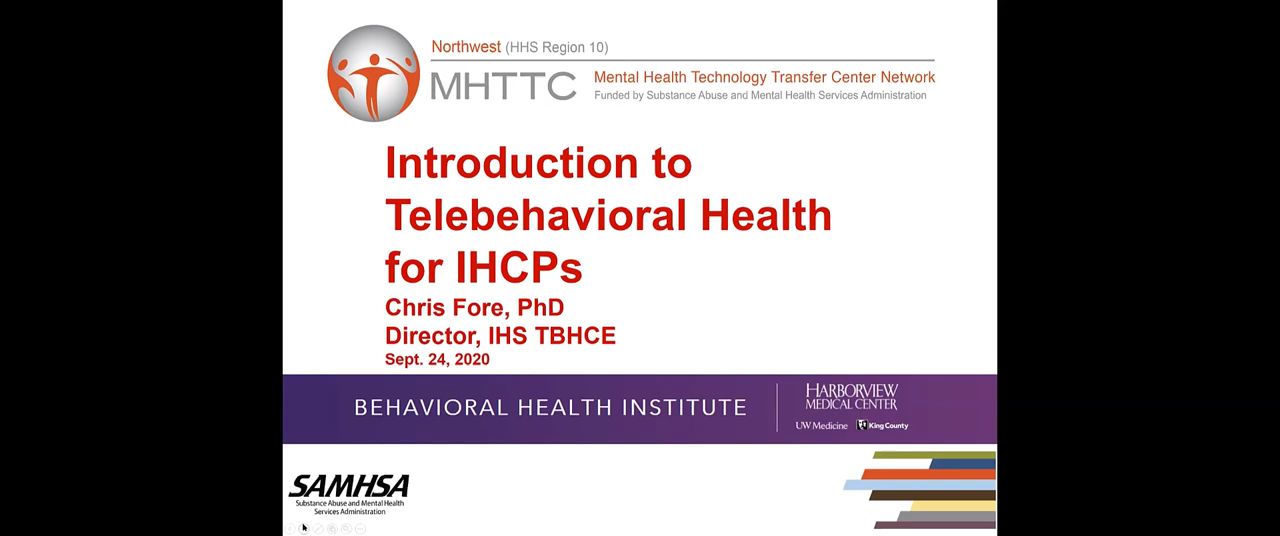 Northwest (HHS Region 10)
MHTTC
Mental Health Technology Transfer Center Network
Funded by Substance Abuse and Mental Health Services Administration
Introduction to
Telebehavioral Health
for IHCPs
Chris Fore, PhD
Director, IHS TBHCE
Sept. 24, 2020
BEHAVIORAL HEALTH INSTITUTE
HARBORVIEW
MEDICAL CENTER
UW Medicine
King County
SAMHSA
Substance Abuse and Mental Health
Services Administration